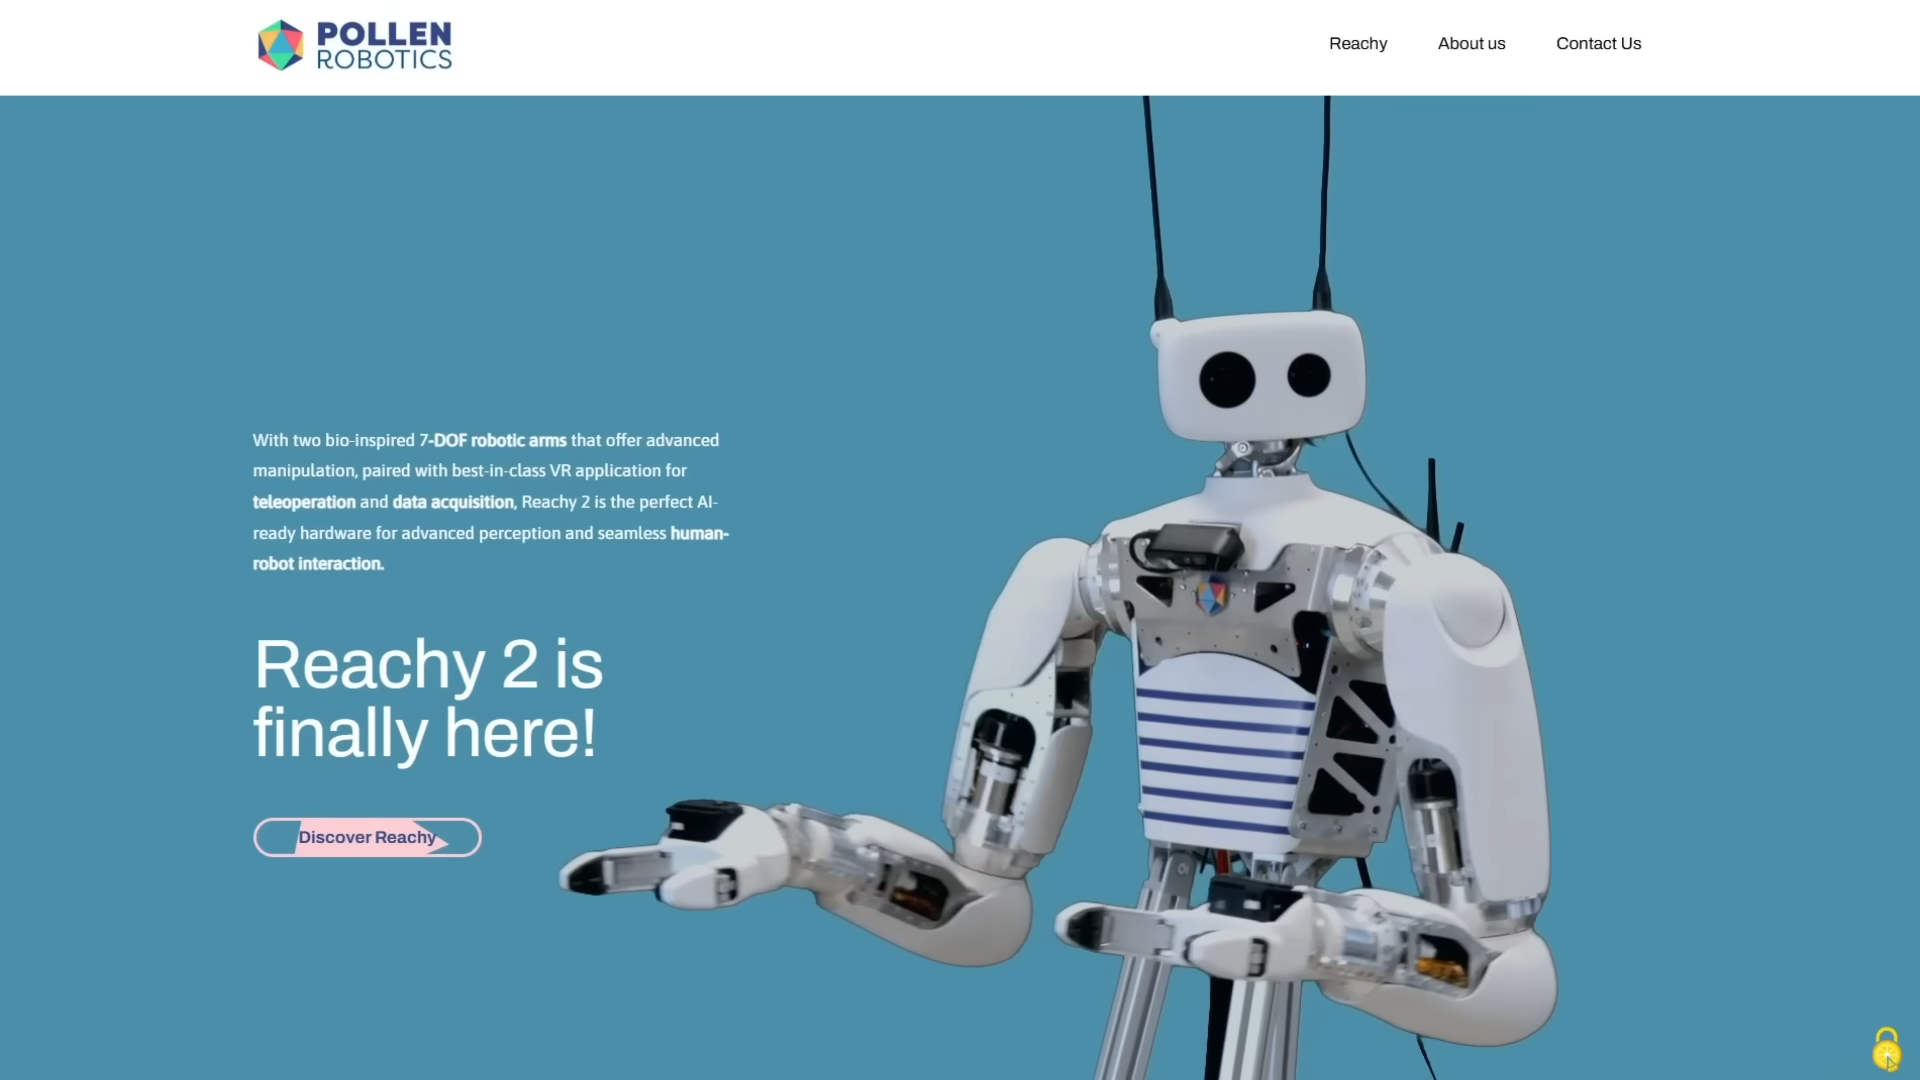 POLLEN
ROBOTICS
Reachy About us Contact Us
With two bio-inspired 7-DOF robotic arms that offer advanced
manipulation, paired with best-in-class VR application for
teleoperation and data acquisition, Reachy 2 is the perfect AI-
ready hardware for advanced perception and seamless human-
robot interaction.
Reachy 2 is
finally here!
Discover Reachy